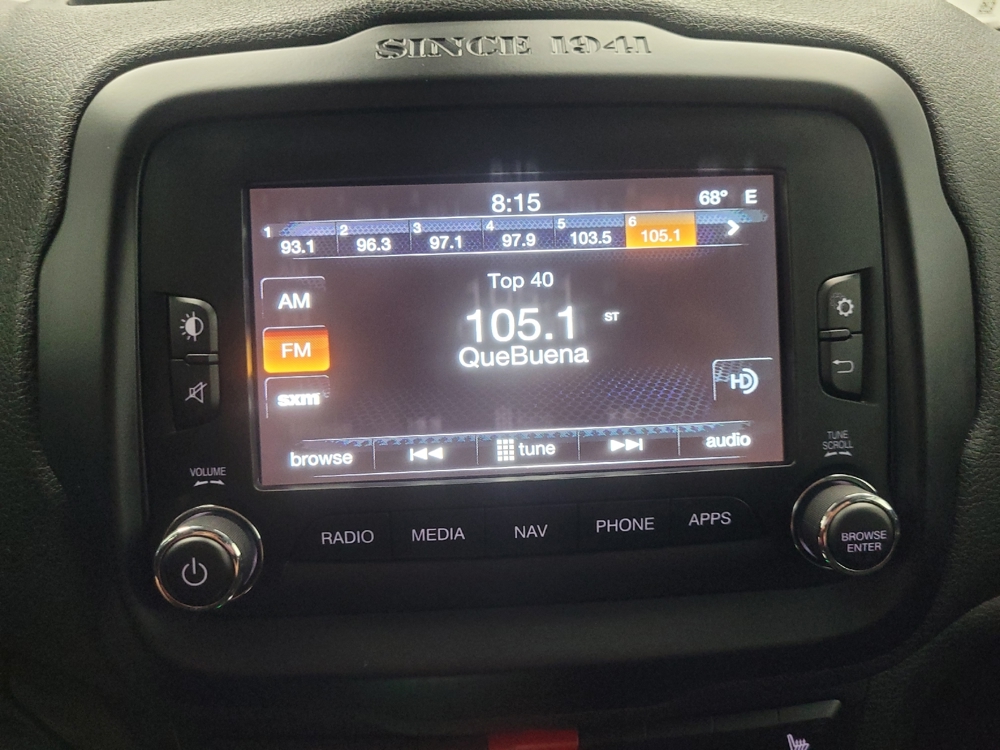 SINCE 1941
8:15
68° E
1 93.1 2 96.3 3 97.1 4 97.9 5 103.5 6 105.1
Top 40
AM
105.1 ST
FM
QueBuena
HD
sxm
browse tune audio
VOLUME
TUNE
SCROLL
RADIO MEDIA NAV PHONE APPS
BROWSE
ENTER